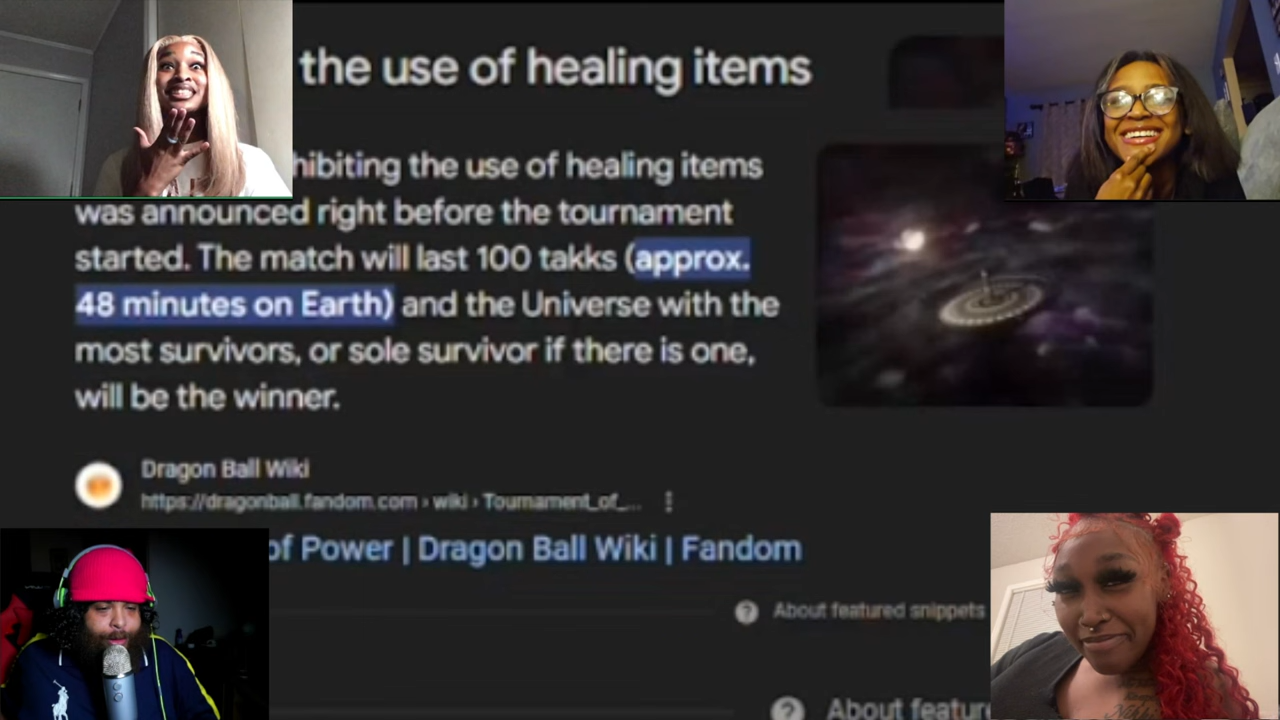 the use of healing items
hibiting the use of healing items
was announced right before the tournament
started. The match will last 100 takks (approx.
48 minutes on Earth) and the Universe with the
most survivors, or sole survivor if there is one,
will be the winner.
Dragon Ball Wiki
https://dragonball.fandom.com › wiki › Tournament_of_...
of Power | Dragon Ball Wiki | Fandom
About featured snippets
About feature